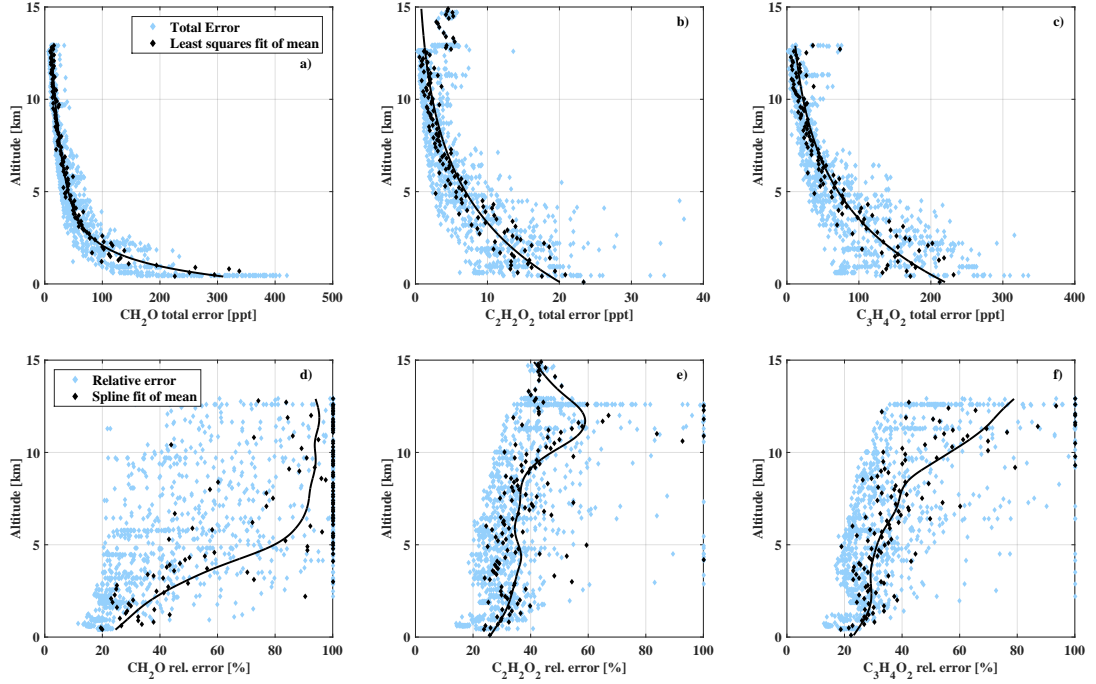 15
10
5
0
Altitude [km]
Total Error
Least squares fit of mean
a)
0 100 200 300 400 500
CH2O total error [ppt]
15
10
5
0
Altitude [km]
b)
0 10 20 30 40
C2H2O2 total error [ppt]
15
10
5
0
Altitude [km]
c)
0 100 200 300 400
C3H4O2 total error [ppt]
15
10
5
0
Altitude [km]
Relative error
Spline fit of mean
d)
0 20 40 60 80 100
CH2O rel. error [%]
15
10
5
0
Altitude [km]
e)
0 20 40 60 80 100
C2H2O2 rel. error [%]
15
10
5
0
Altitude [km]
f)
0 20 40 60 80 100
C3H4O2 rel. error [%]